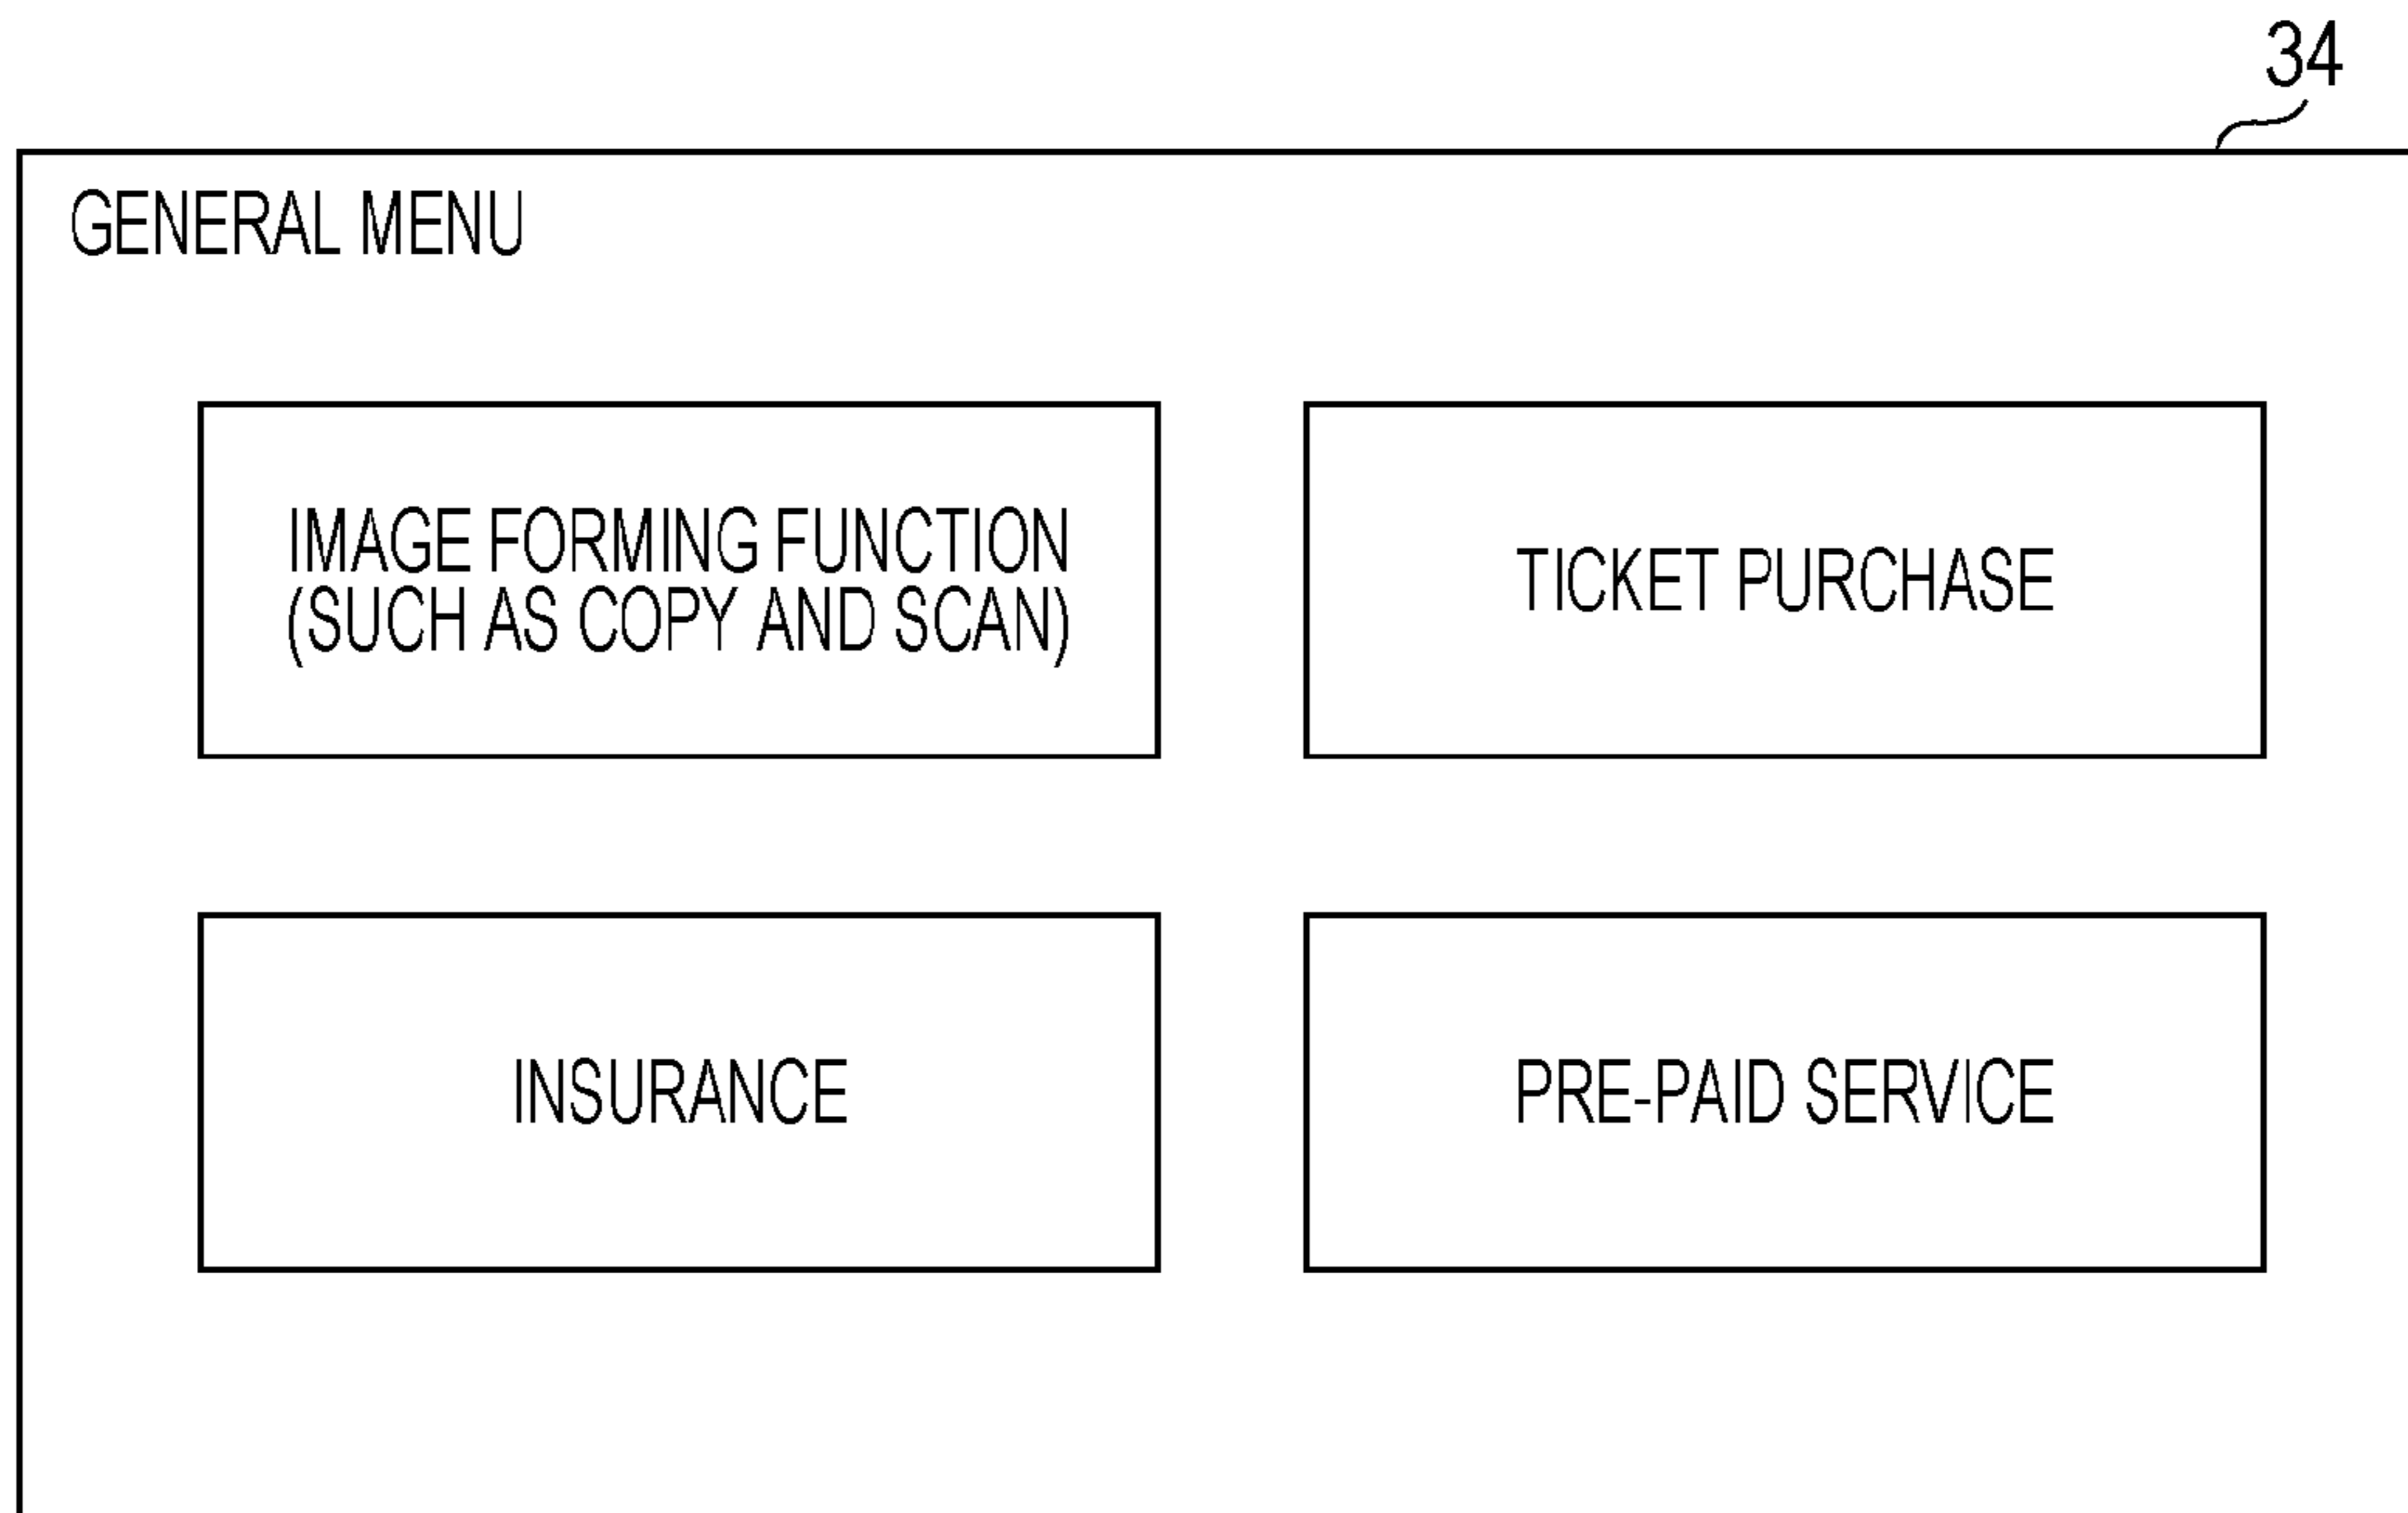 34
GENERAL MENU
IMAGE FORMING FUNCTION
(SUCH AS COPY AND SCAN)
TICKET PURCHASE
INSURANCE
PRE-PAID SERVICE